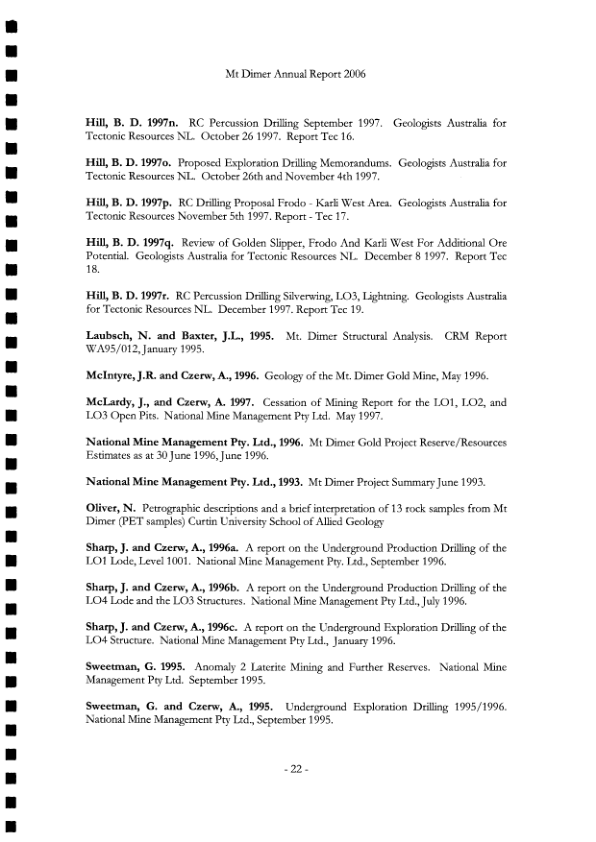 Mt Dimer Annual Report 2006
Hill, B. D. 1997n. RC Percussion Drilling September 1997. Geologists Australia for
Tectonic Resources NL. October 26 1997. Report Tec 16.
Hill, B. D. 1997o. Proposed Exploration Drilling Memorandums. Geologists Australia for
Tectonic Resources NL. October 26th and November 4th 1997.
Hill, B. D. 1997p. RC Drilling Proposal Frodo - Karli West Area. Geologists Australia for
Tectonic Resources November 5th 1997. Report - Tec 17.
Hill, B. D. 1997q. Review of Golden Slipper, Frodo And Karli West For Additional Ore
Potential. Geologists Australia for Tectonic Resources NL. December 8 1997. Report Tec
18.
Hill, B. D. 1997r. RC Percussion Drilling Silverwing, LO3, Lightning. Geologists Australia
for Tectonic Resources NL. December 1997. Report Tec 19.
Laubsch, N. and Baxter, J.L., 1995. Mt. Dimer Structural Analysis. CRM Report
WA95/012, January 1995.
McIntyre, J.R. and Czerw, A., 1996. Geology of the Mt. Dimer Gold Mine, May 1996.
McLardy, J., and Czerw, A. 1997. Cessation of Mining Report for the LO1, LO2, and
LO3 Open Pits. National Mine Management Pty Ltd. May 1997.
National Mine Management Pty. Ltd., 1996. Mt Dimer Gold Project Reserve/Resources
Estimates as at 30 June 1996, June 1996.
National Mine Management Pty. Ltd., 1993. Mt Dimer Project Summary June 1993.
Oliver, N. Petrographic descriptions and a brief interpretation of 13 rock samples from Mt
Dimer (PET samples) Curtin University School of Allied Geology
Sharp, J. and Czerw, A., 1996a. A report on the Underground Production Drilling of the
LO1 Lode, Level 1001. National Mine Management Pty. Ltd., September 1996.
Sharp, J. and Czerw, A., 1996b. A report on the Underground Production Drilling of the
LO4 Lode and the LO3 Structures. National Mine Management Pty Ltd., July 1996.
Sharp, J. and Czerw, A., 1996c. A report on the Underground Exploration Drilling of the
LO4 Structure. National Mine Management Pty Ltd., January 1996.
Sweetman, G. 1995. Anomaly 2 Laterite Mining and Further Reserves. National Mine
Management Pty Ltd. September 1995.
Sweetman, G. and Czerw, A., 1995. Underground Exploration Drilling 1995/1996.
National Mine Management Pty Ltd., September 1995.
- 22 -